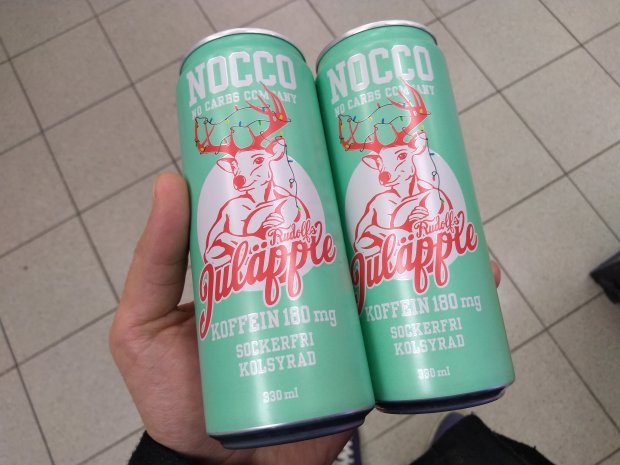 NOCCO
NO CARBS COMPANY
Rudolfs
Juläpple
KOFFEIN 180 mg
SOCKERFRI
KOLSYRAD
330 ml
NOCCO
NO CARBS COMPANY
Rudolfs
Juläpple
KOFFEIN 180 mg
SOCKERFRI
KOLSYRAD
330 ml